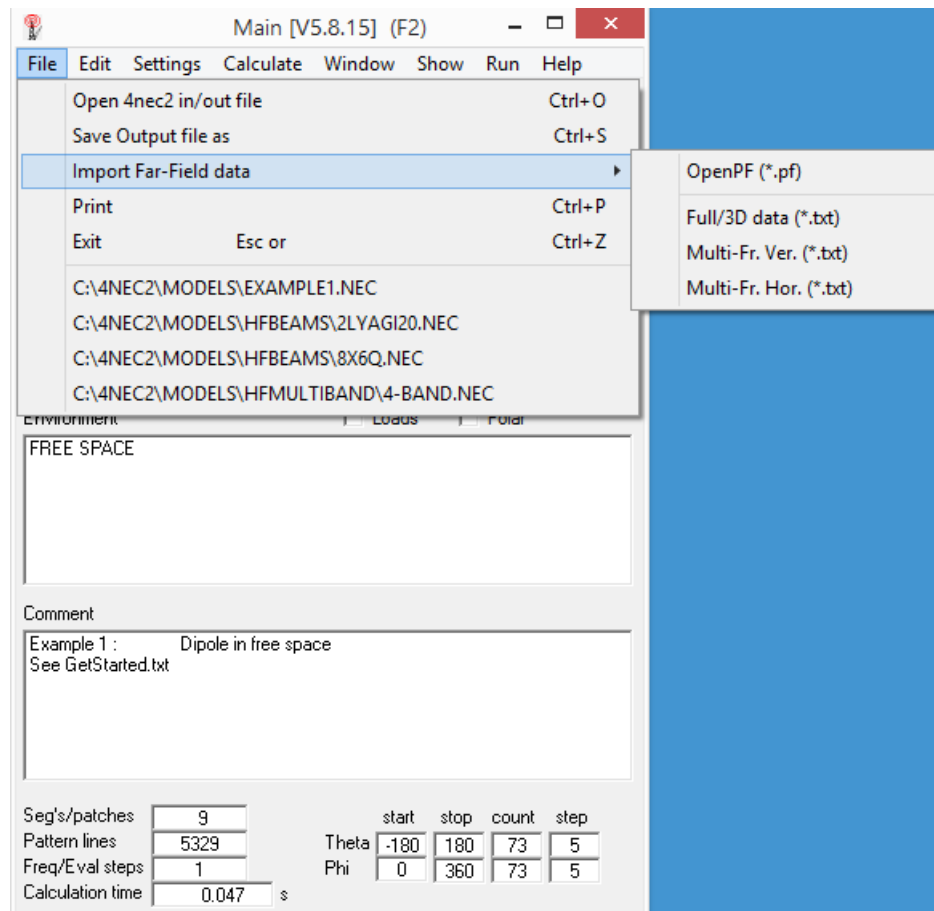 Main [V5.8.15] (F2)
File Edit Settings Calculate Window Show Run Help
Open 4nec2 in/out file Ctrl+O
Save Output file as Ctrl+S
Import Far-Field data
Print Ctrl+P
Exit Esc or Ctrl+Z
C:\4NEC2\MODELS\EXAMPLE1.NEC
C:\4NEC2\MODELS\HFBEAMS\2LYAGI20.NEC
C:\4NEC2\MODELS\HFBEAMS\8X6Q.NEC
C:\4NEC2\MODELS\HFMULTIBAND\4-BAND.NEC
OpenPF (*.pf)
Full/3D data (*.txt)
Multi-Fr. Ver. (*.txt)
Multi-Fr. Hor. (*.txt)
Environment Loads Polar
FREE SPACE
Comment
Example 1 : Dipole in free space
See GetStarted.txt
Seg's/patches 9 start stop count step
Pattern lines 5329 Theta -180 180 73 5
Freq/Eval steps 1 Phi 0 360 73 5
Calculation time 0.047 s